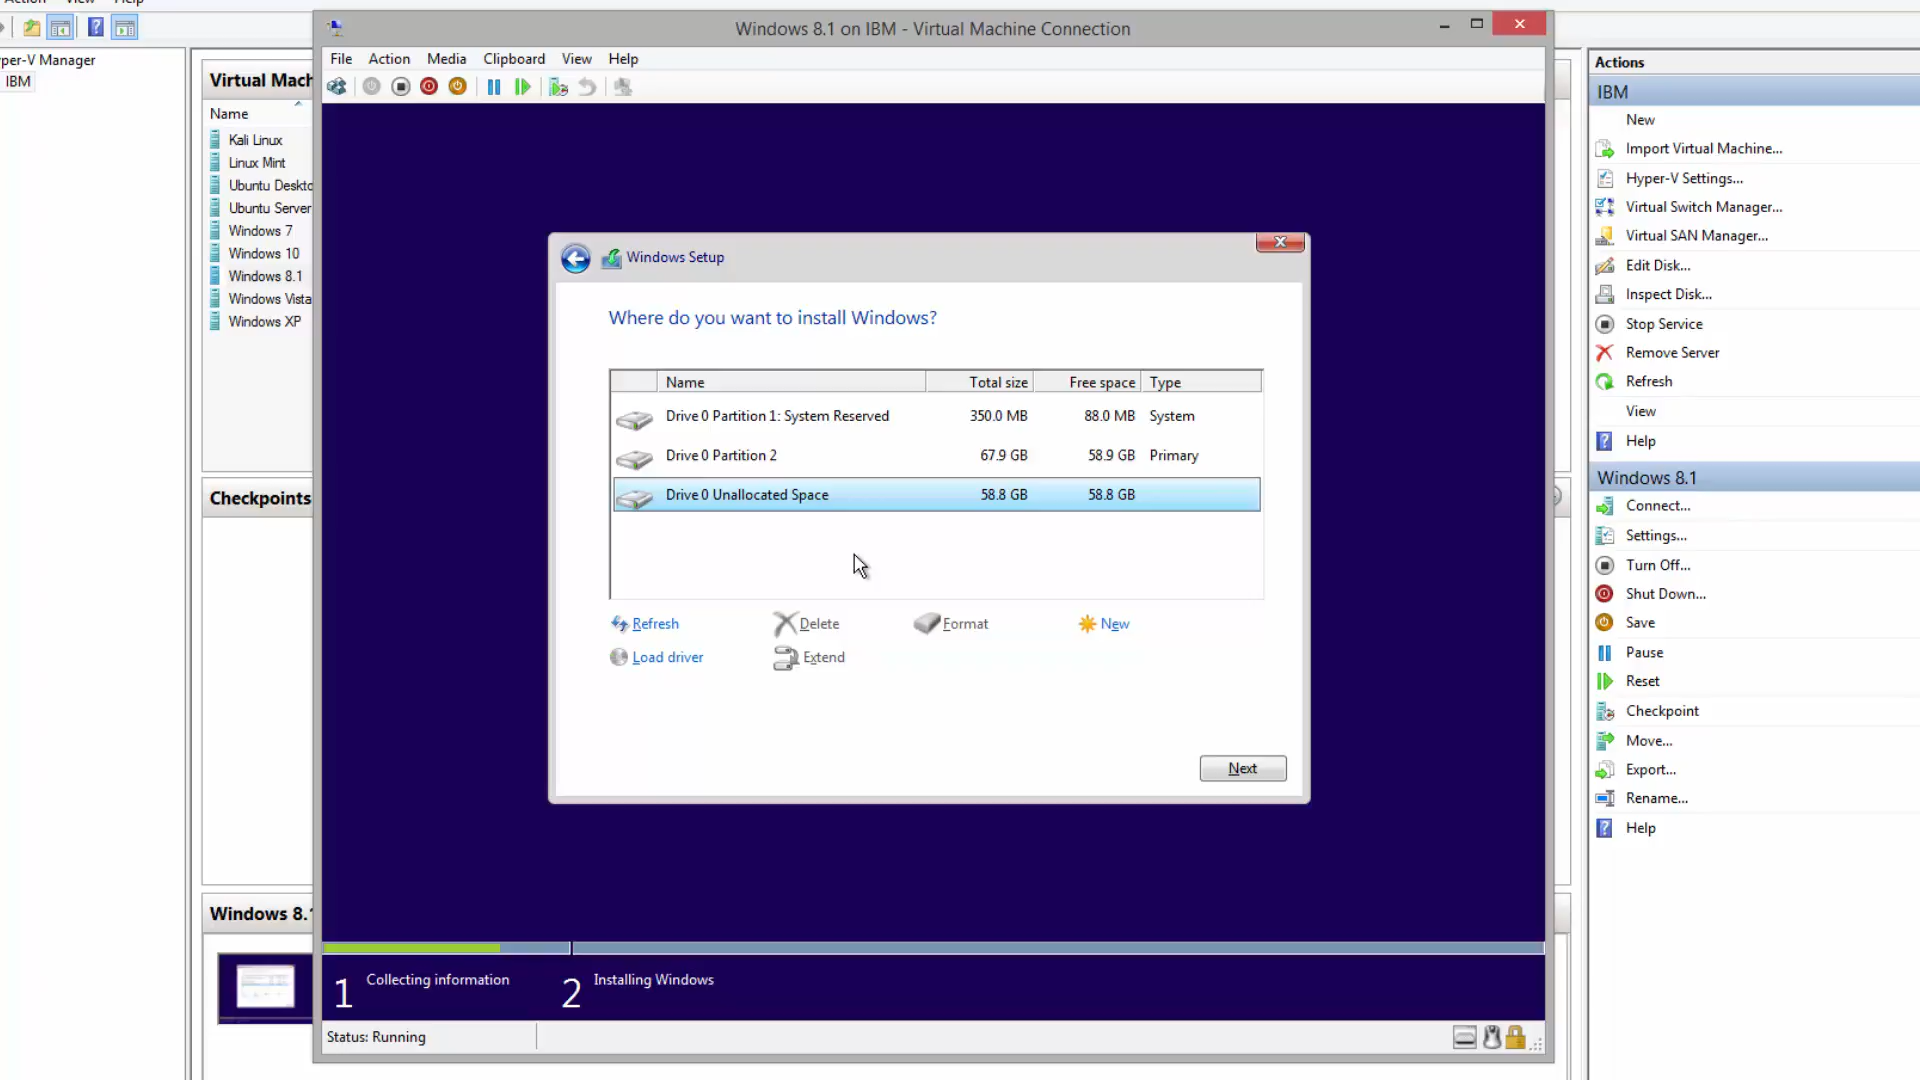 View
Help
Windows 8.1 on IBM - Virtual Machine Connection
File Action Media Clipboard View Help
per-V Manager
IBM
Virtual Mach
Name
Kali Linux
Linux Mint
Ubuntu Deskto
Ubuntu Server
Windows 7
Windows 10
Windows 8.1
Windows Vista
Windows XP
Checkpoints
Windows 8.1
Windows Setup
Where do you want to install Windows?
Name Total size Free space Type
Drive 0 Partition 1: System Reserved 350.0 MB 88.0 MB System
Drive 0 Partition 2 67.9 GB 58.9 GB Primary
Drive 0 Unallocated Space 58.8 GB 58.8 GB
Refresh Delete Format New
Load driver Extend
Next
1 Collecting information 2 Installing Windows
Status: Running
Actions
IBM
New
Import Virtual Machine...
Hyper-V Settings...
Virtual Switch Manager...
Virtual SAN Manager...
Edit Disk...
Inspect Disk...
Stop Service
Remove Server
Refresh
View
Help
Windows 8.1
Connect...
Settings...
Turn Off...
Shut Down...
Save
Pause
Reset
Checkpoint
Move...
Export...
Rename...
Help